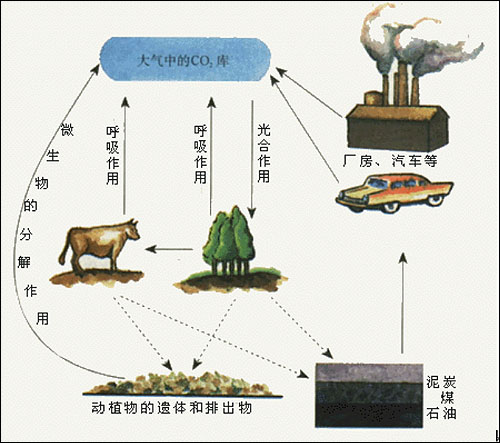 大气中的CO₂库
微生物的分解作用
呼吸作用
呼吸作用
光合作用
厂房、汽车等
动植物的遗体和排出物
泥炭
煤
石油